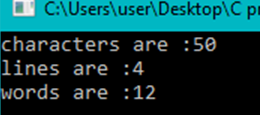 C:\Users\user\Desktop\C pr
characters are :50
lines are :4
words are :12